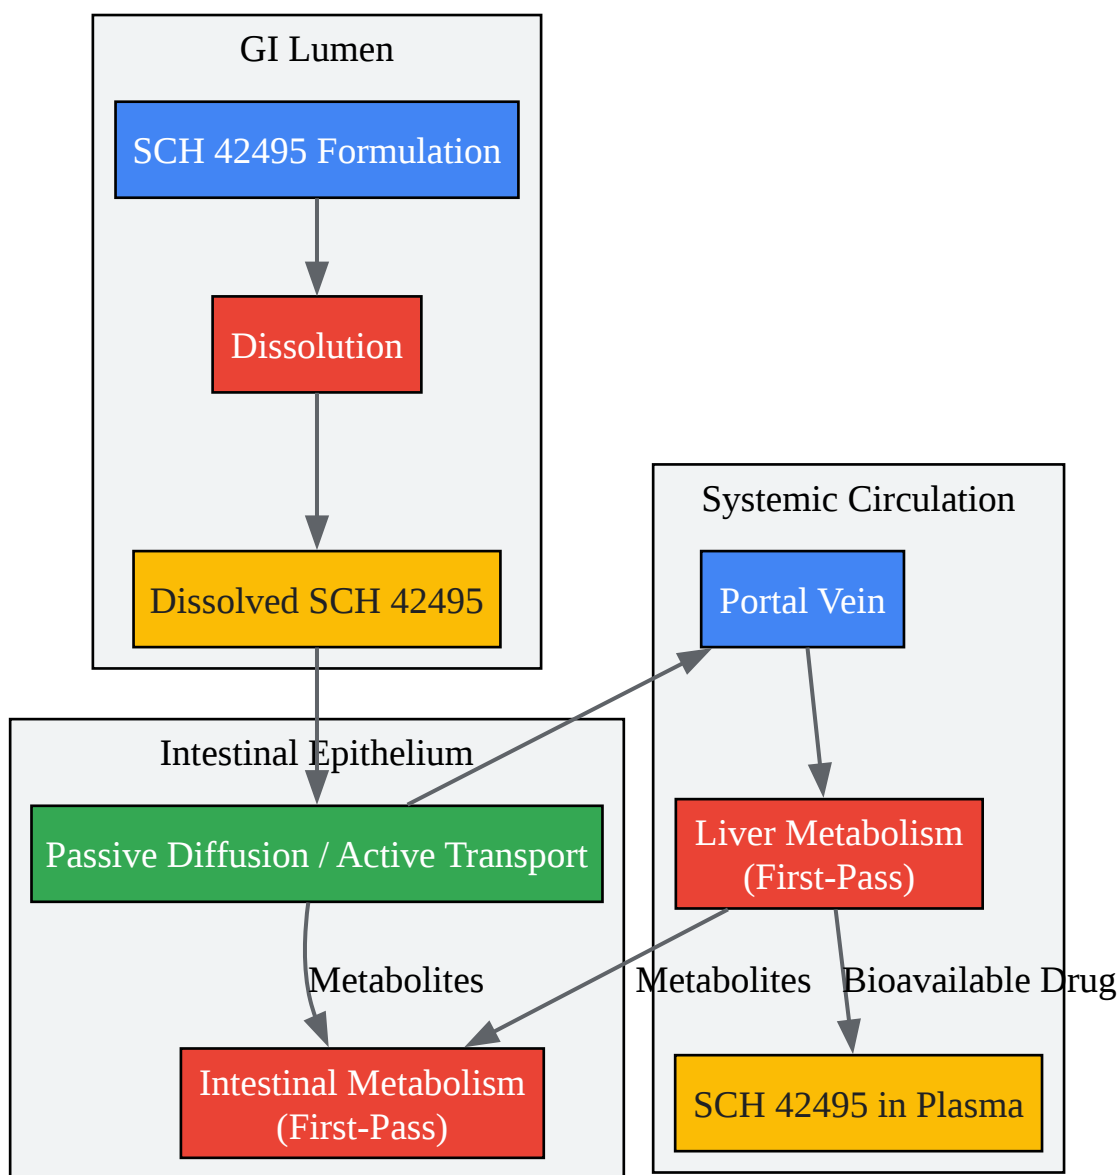 GI Lumen
SCH 42495 Formulation
Dissolution
Dissolved SCH 42495
Systemic Circulation
Portal Vein
Intestinal Epithelium
Passive Diffusion / Active Transport
Liver Metabolism
(First-Pass)
Metabolites
Metabolites
Bioavailable Drug
Intestinal Metabolism
(First-Pass)
SCH 42495 in Plasma